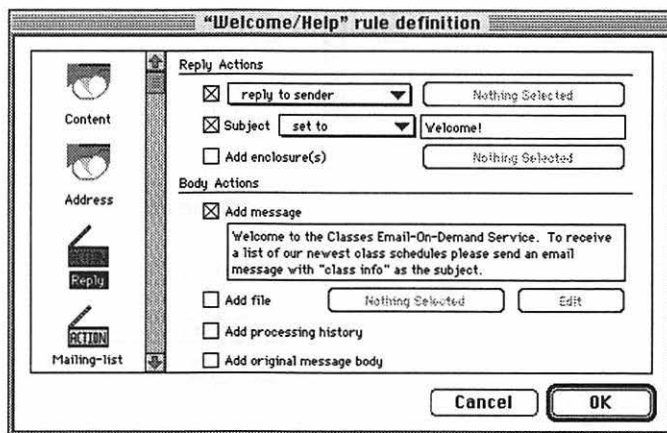 "Welcome/Help" rule definition
Content
Address
Reply
ACTION
Mailing-list
Reply Actions
reply to sender
Nothing Selected
Subject
set to
Welcome!
Add enclosure(s)
Nothing Selected
Body Actions
Add message
Welcome to the Classes Email-On-Demand Service. To receive
a list of our newest class schedules please send an email
message with "class info" as the subject.
Add file
Nothing Selected
Edit
Add processing history
Add original message body
Cancel
OK